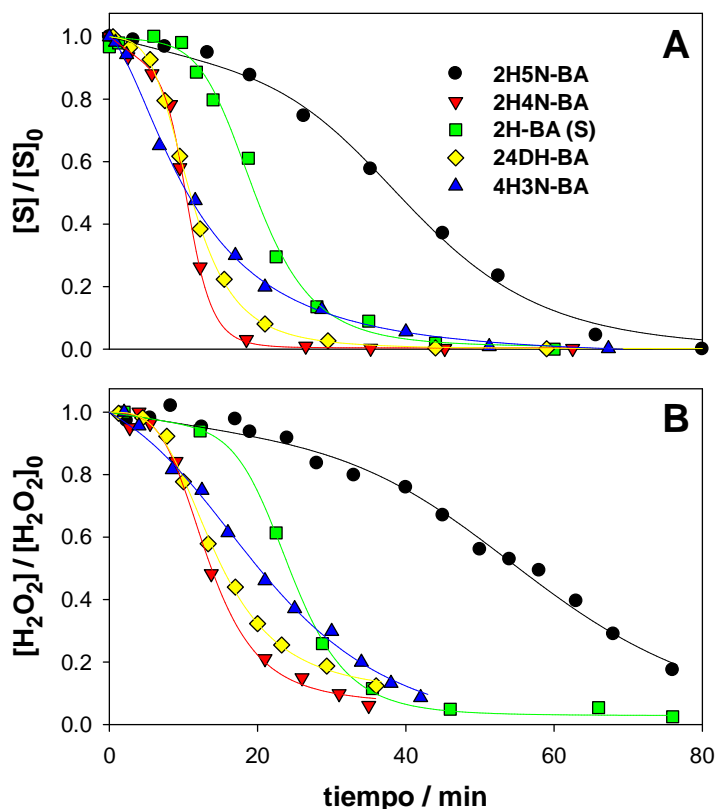 A
1.0
0.8
0.6
0.4
0.2
0.0
[S] / [S]₀
2H5N-BA
2H4N-BA
2H-BA (S)
24DH-BA
4H3N-BA
B
1.0
0.8
0.6
0.4
0.2
0.0
[H₂O₂] / [H₂O₂]₀
0 20 40 60 80
tiempo / min